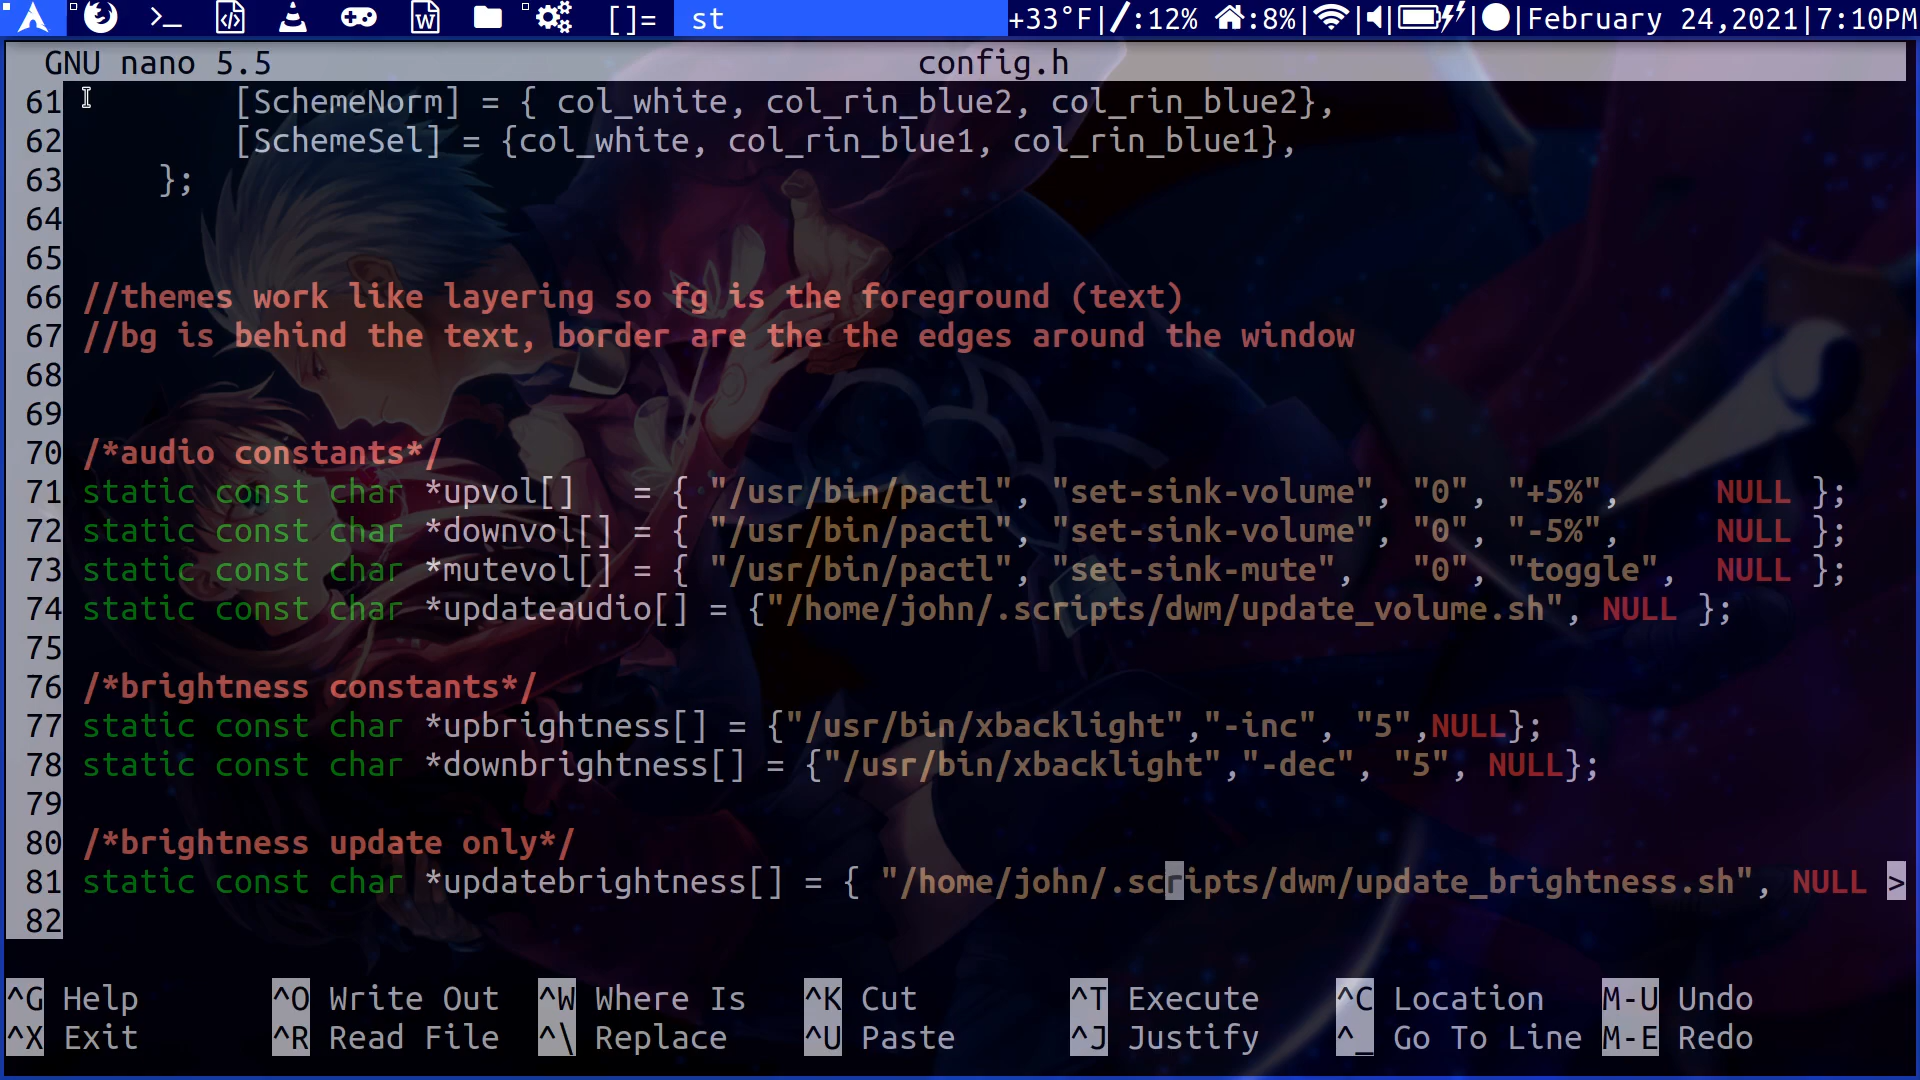 []= st +33°F|/:12% :8%||||February 24,2021|7:10PM
GNU nano 5.5 config.h
61 [SchemeNorm] = { col_white, col_rin_blue2, col_rin_blue2},
62 [SchemeSel] = {col_white, col_rin_blue1, col_rin_blue1},
63 };
64
65
66 //themes work like layering so fg is the foreground (text)
67 //bg is behind the text, border are the the edges around the window
68
69
70 /*audio constants*/
71 static const char *upvol[] = { "/usr/bin/pactl", "set-sink-volume", "0", "+5%", NULL };
72 static const char *downvol[] = { "/usr/bin/pactl", "set-sink-volume", "0", "-5%", NULL };
73 static const char *mutevol[] = { "/usr/bin/pactl", "set-sink-mute", "0", "toggle", NULL };
74 static const char *updateaudio[] = {"/home/john/.scripts/dwm/update_volume.sh", NULL };
75
76 /*brightness constants*/
77 static const char *upbrightness[] = {"/usr/bin/xbacklight","-inc", "5",NULL};
78 static const char *downbrightness[] = {"/usr/bin/xbacklight","-dec", "5", NULL};
79
80 /*brightness update only*/
81 static const char *updatebrightness[] = { "/home/john/.scripts/dwm/update_brightness.sh", NULL >
82
^G Help ^O Write Out ^W Where Is ^K Cut ^T Execute ^C Location M-U Undo
^X Exit ^R Read File ^\ Replace ^U Paste ^J Justify ^_ Go To Line M-E Redo